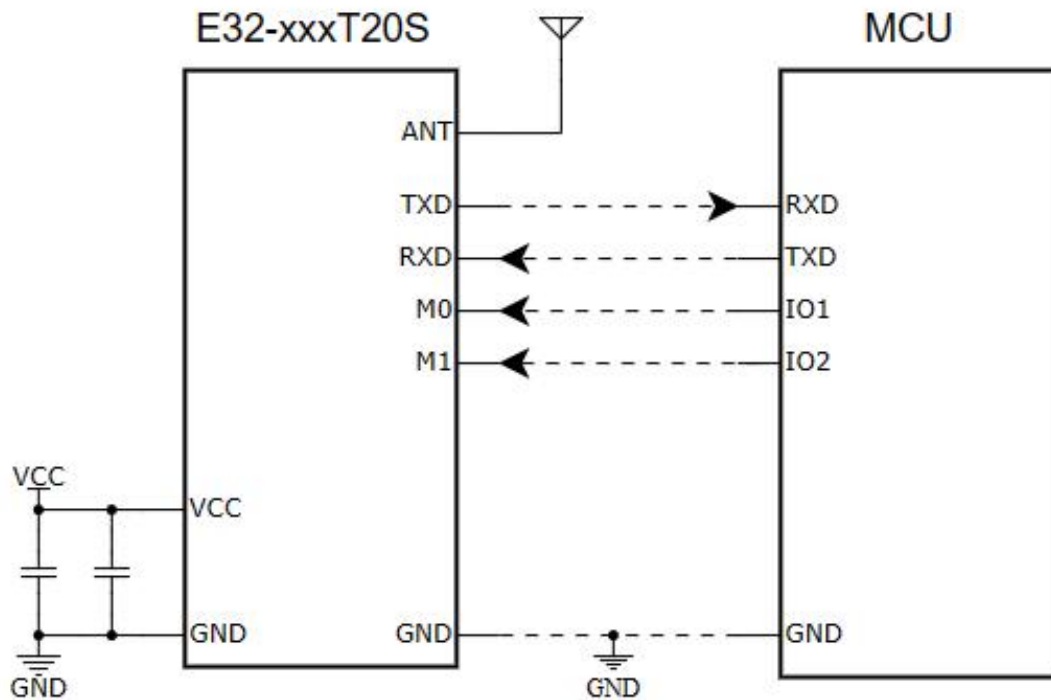 E32-xxxT20S
MCU
ANT
TXD
RXD
RXD
TXD
M0
IO1
M1
IO2
VCC
VCC
GND
GND
GND
GND
GND